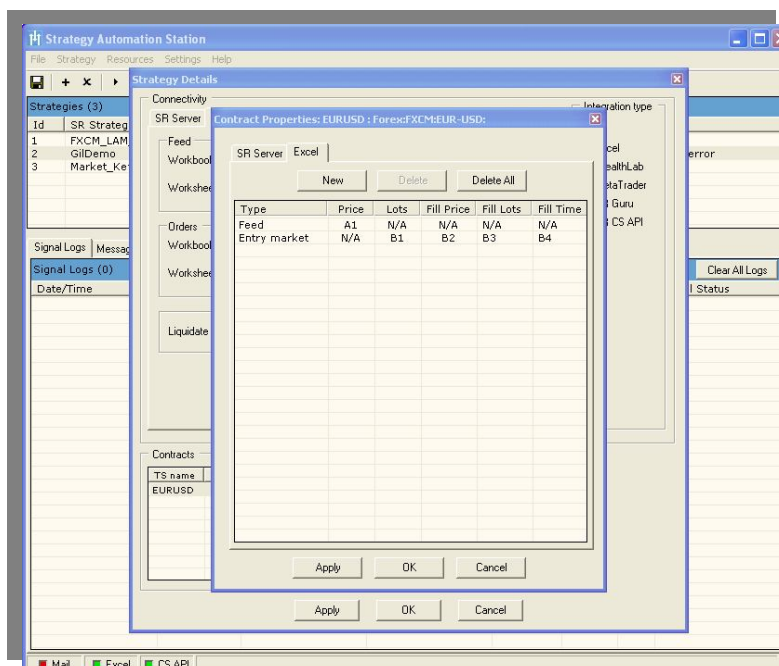 Strategy Automation Station
File Strategy Resources Settings Help
Strategy Details
Strategies (3)
Id SR Strateg
1 FXCM_LAM_
2 GilDemo
3 Market_Ke
error
Connectivity
SR Server
Integration type
Feed
Workbool
Workshee
Orders
Workbool
Workshee
Liquidate
cel
ealthLab
etaTrader
Guru
CS API
Contract Properties: EURUSD : Forex:FXCM:EUR-USD:
SR Server Excel
New Delete Delete All
Type Price Lots Fill Price Fill Lots Fill Time
Feed A1 N/A N/A N/A N/A
Entry market N/A B1 B2 B3 B4
Apply OK Cancel
Signal Logs Messag
Signal Logs (0)
Clear All Logs
Date/Time
l Status
Contracts
TS name
EURUSD
Apply OK Cancel
Mail Excel CS API